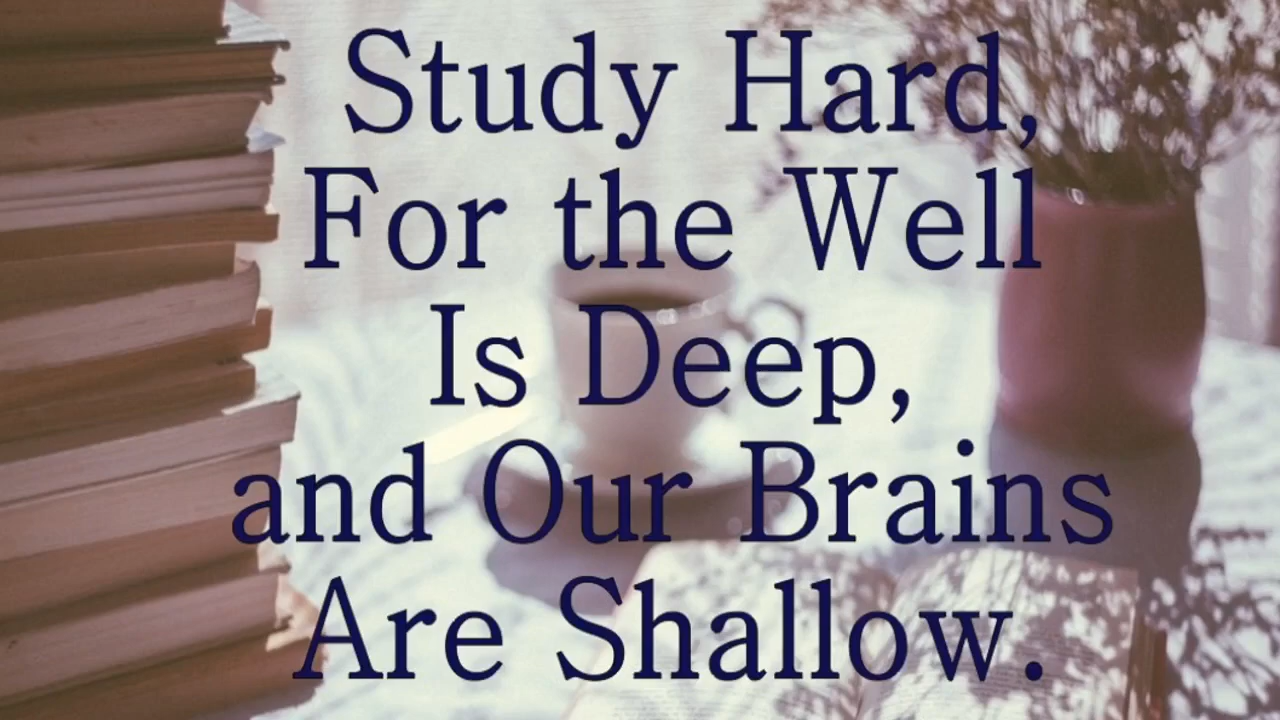 Study Hard,
For the Well
Is Deep,
and Our Brains
Are Shallow.